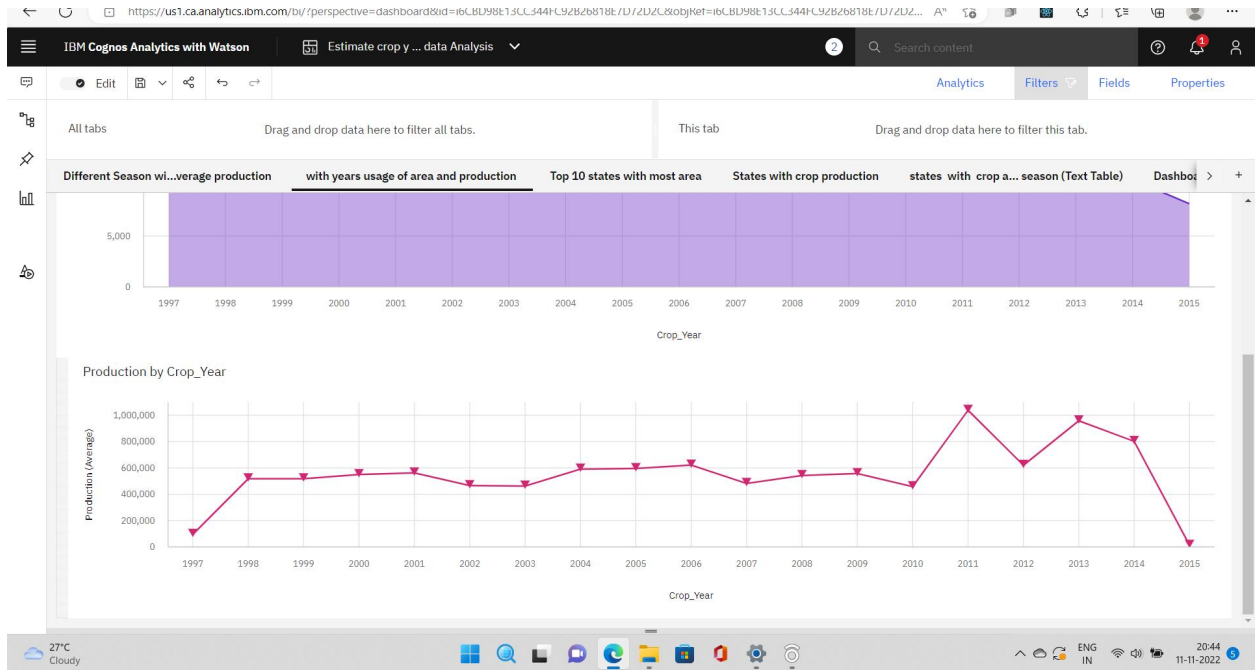 https://us1.ca.analytics.ibm.com/bi/?perspective=dashboard&id=i6CBD98E13CC344FC92B26818E7D72D2C&objRef=i6CBD98E13CC344FC92B26818E7D72D2...
IBM Cognos Analytics with Watson
Estimate crop y ... data Analysis
2
Search content
1
Edit
Analytics
Filters
Fields
Properties
All tabs
Drag and drop data here to filter all tabs.
This tab
Drag and drop data here to filter this tab.
Different Season wi...verage production
with years usage of area and production
Top 10 states with most area
States with crop production
states with crop a... season (Text Table)
5,000
0
1997 1998 1999 2000 2001 2002 2003 2004 2005 2006 2007 2008 2009 2010 2011 2012 2013 2014 2015
Crop_Year
Production by Crop_Year
Production (Average)
1,000,000
800,000
600,000
400,000
200,000
0
1997 1998 1999 2000 2001 2002 2003 2004 2005 2006 2007 2008 2009 2010 2011 2012 2013 2014 2015
Crop_Year
27°C
Cloudy
ENG
IN
20:44
11-11-2022
5